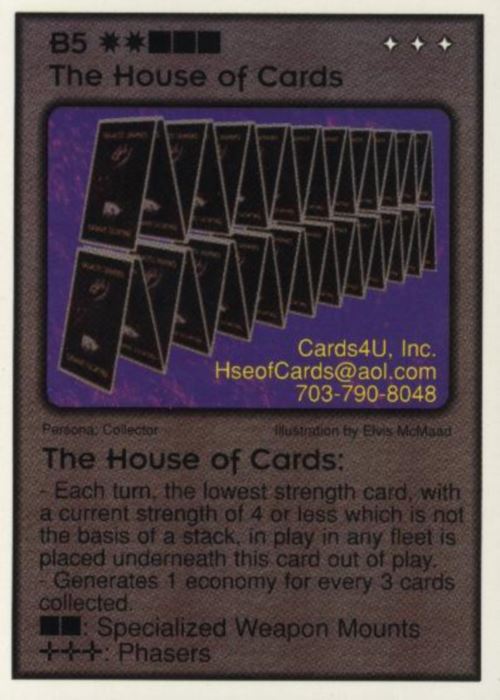 B5
The House of Cards
Cards4U, Inc.
HseofCards@aol.com
703-790-8048
Persona: Collector
Illustration by Elvis McMaad
The House of Cards:
- Each turn, the lowest strength card, with
a current strength of 4 or less which is not
the basis of a stack, in play in any fleet is
placed underneath this card out of play.
- Generates 1 economy for every 3 cards
collected.
: Specialized Weapon Mounts
: Phasers